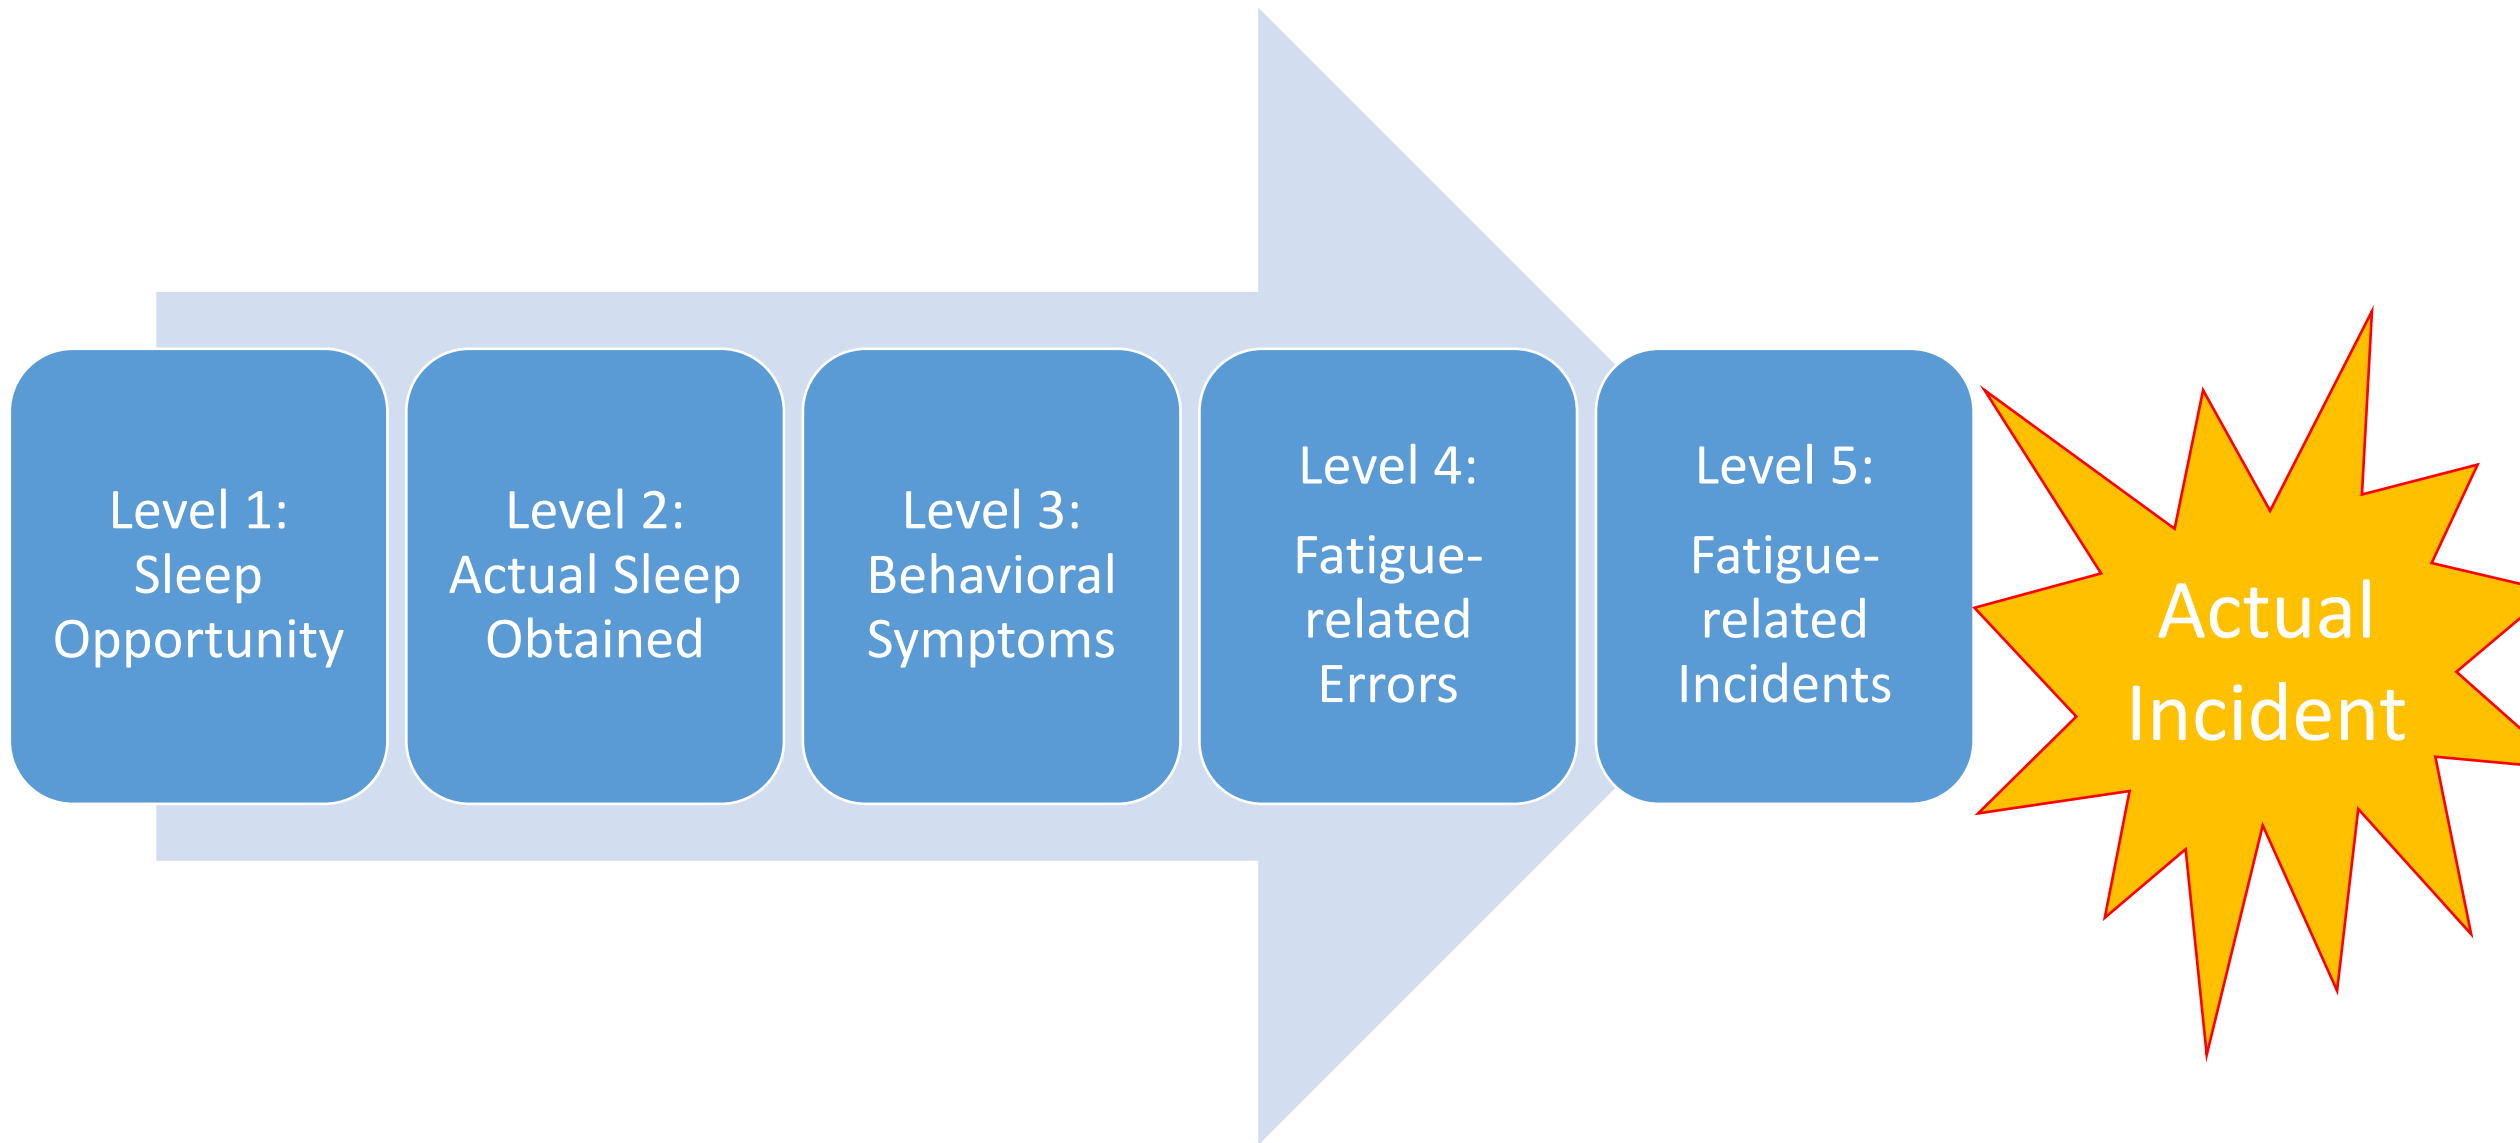 Level 1:
Sleep
Opportunity
Level 2:
Actual Sleep
Obtained
Level 3:
Behavioral
Symptoms
Level 4:
Fatigue-
related
Errors
Level 5:
Fatigue-
related
Incidents
Actual
Incident